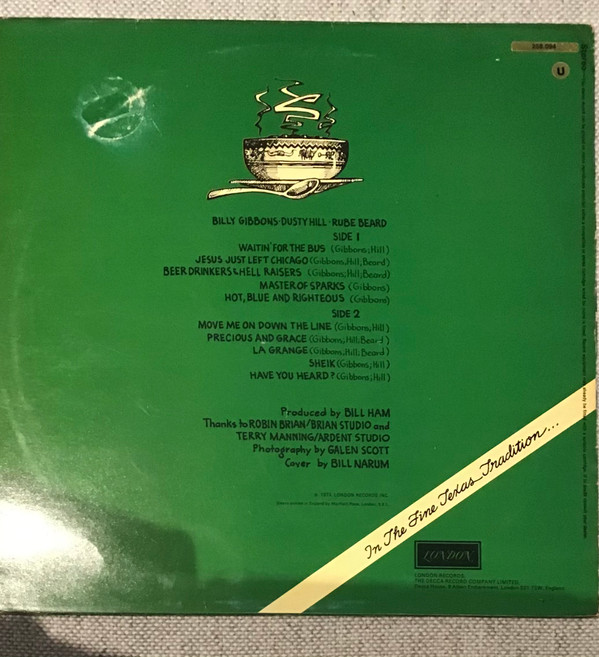 U
BILLY GIBBONS · DUSTY HILL · RUBE BEARD
SIDE 1
WAITIN' FOR THE BUS (Gibbons; Hill)
JESUS JUST LEFT CHICAGO (Gibbons; Hill; Beard)
BEER DRINKERS & HELL RAISERS (Gibbons; Hill; Beard)
MASTER OF SPARKS (Gibbons)
HOT, BLUE AND RIGHTEOUS (Gibbons)
SIDE 2
MOVE ME ON DOWN THE LINE (Gibbons; Hill)
PRECIOUS AND GRACE (Gibbons; Hill; Beard)
LA GRANGE (Gibbons; Hill; Beard)
SHEIK (Gibbons; Hill)
HAVE YOU HEARD? (Gibbons; Hill)
Produced by BILL HAM
Thanks to ROBIN BRIAN/BRIAN STUDIO and
TERRY MANNING/ARDENT STUDIO
Photography by GALEN SCOTT
Cover by BILL NARUM
LONDON RECORDS INC.
In The Fine Texas Tradition...
LONDON
LONDON RECORDS,
THE DECCA RECORD COMPANY LIMITED,